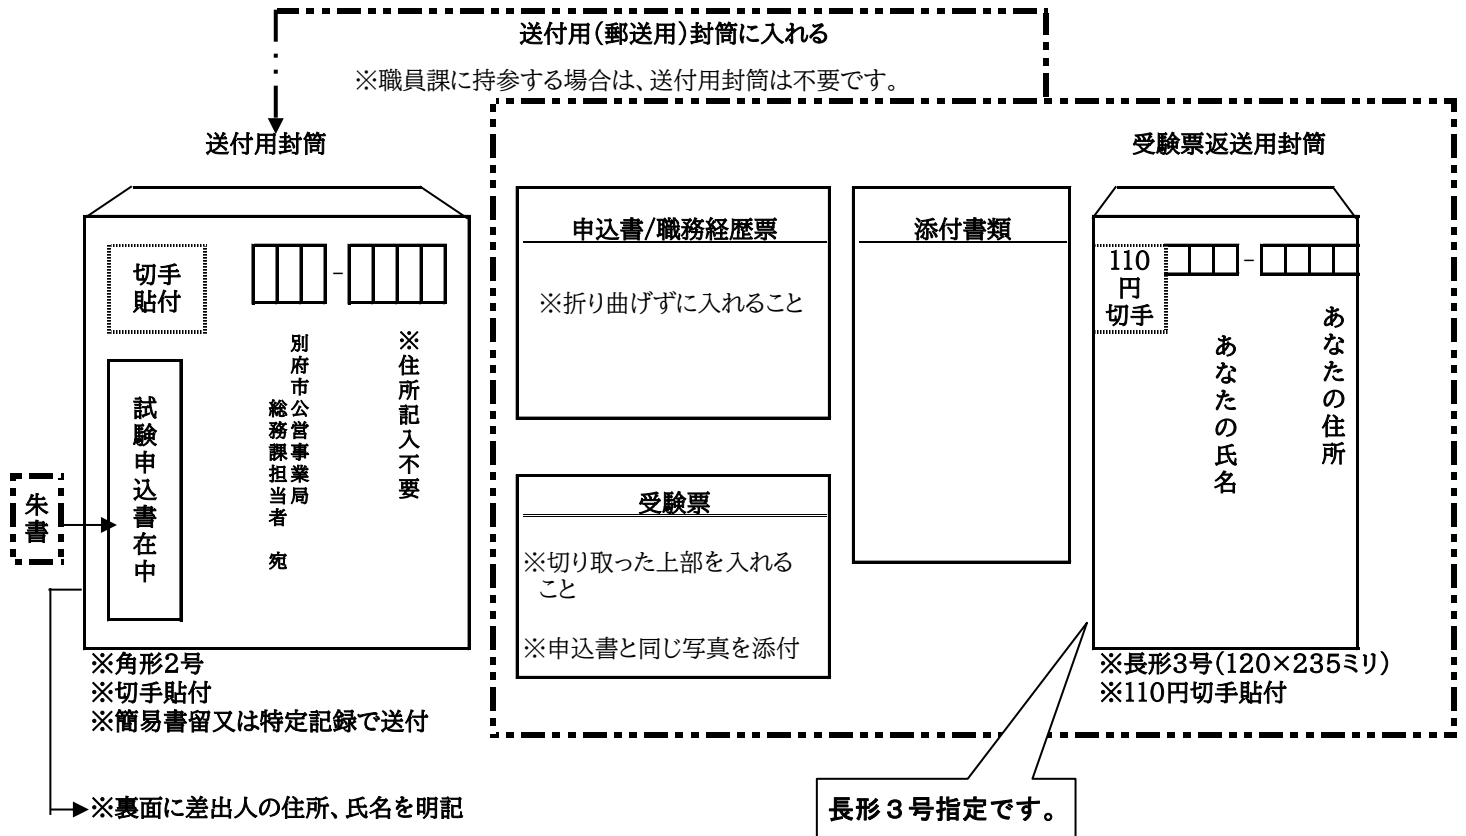 送付用(郵送用)封筒に入れる
※職員課に持参する場合は、送付用封筒は不要です。
送付用封筒
切手
貼付
-
※住所記入不要
別府市公営事業局
総務課担当者 宛
試験申込書在中
朱書
※角形2号
※切手貼付
※簡易書留又は特定記録で送付
※裏面に差出人の住所、氏名を明記
申込書/職務経歴票
※折り曲げずに入れること
受験票
※切り取った上部を入れる
こと
※申込書と同じ写真を添付
添付書類
受験票返送用封筒
110
円
切手
-
あなたの住所
あなたの氏名
※長形3号(120×235ミリ)
※110円切手貼付
長形3号指定です。